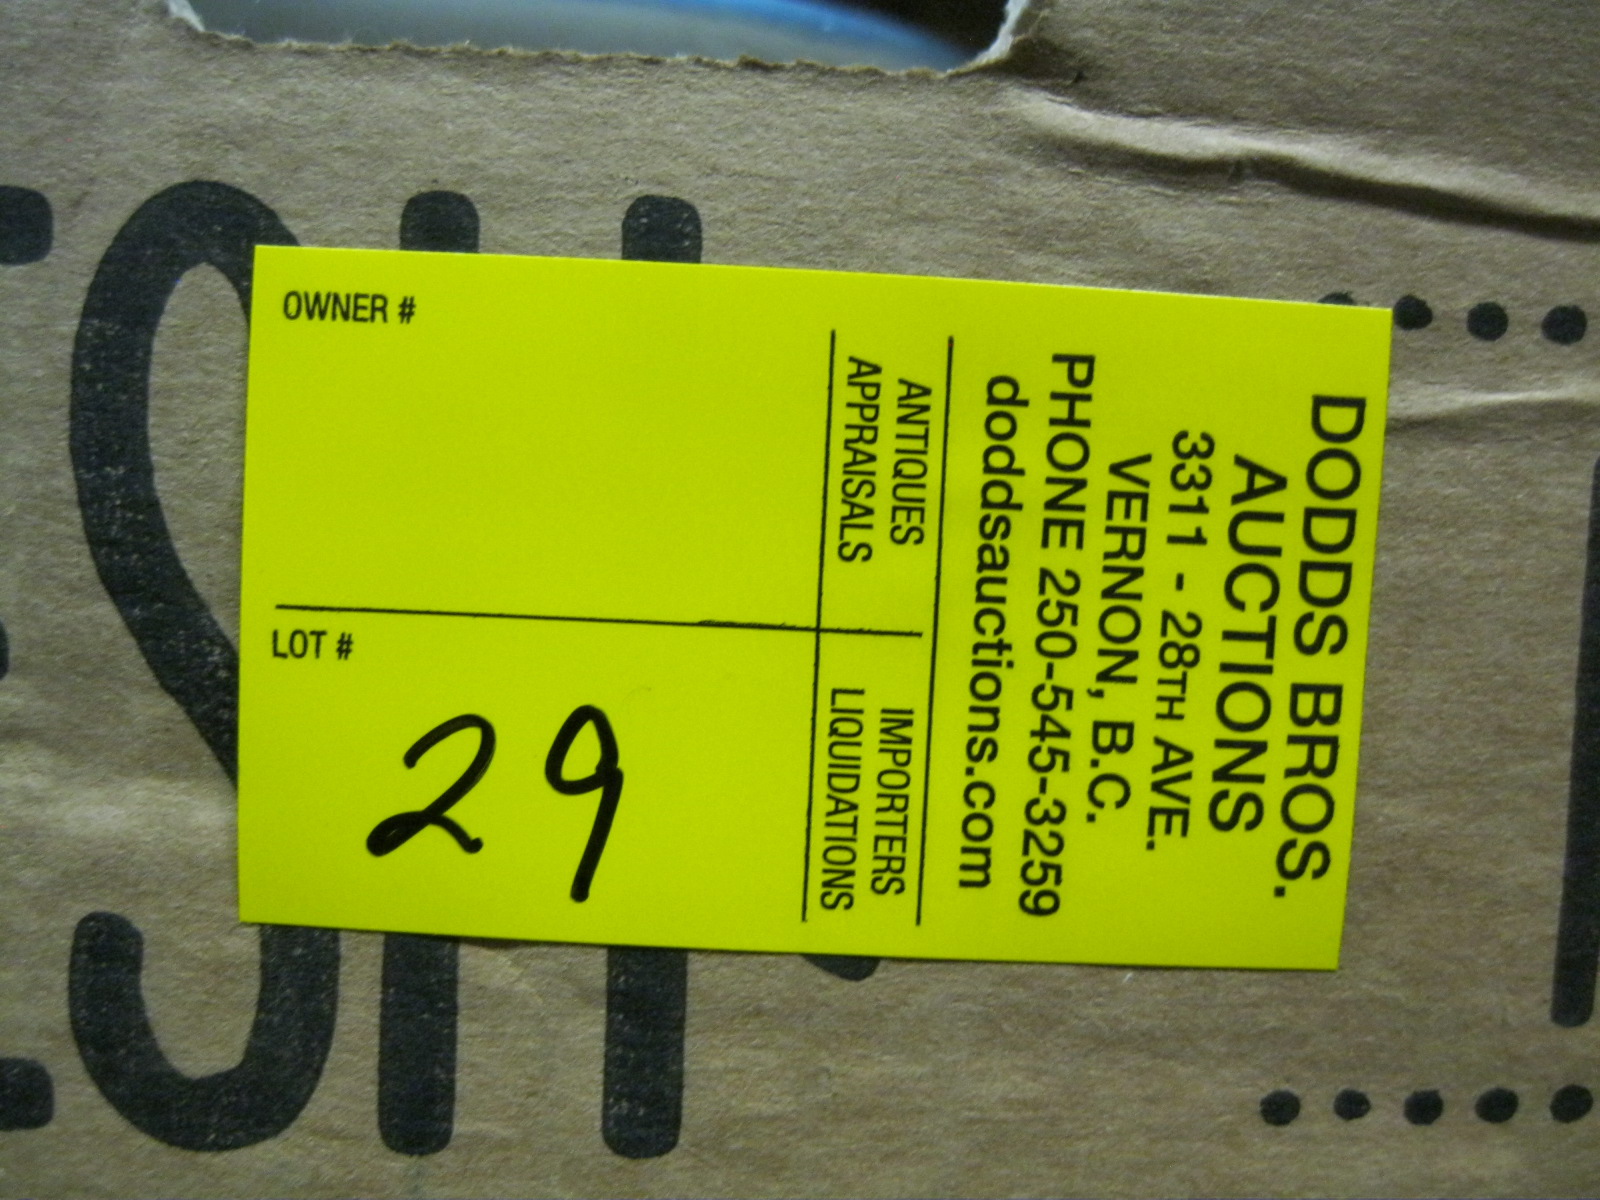 DODDS BROS.
AUCTIONS
3311 - 28TH AVE.
VERNON, B.C.
PHONE 250-545-3259
doddsauctions.com
ANTIQUES
APPRAISALS
IMPORTERS
LIQUIDATIONS
OWNER #
LOT #
29